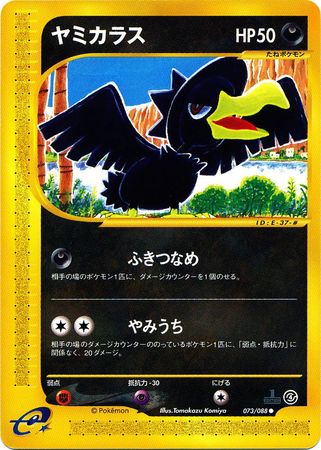 ヤミカラス HP50
たねポケモン
ID:E-37-#
ふきつなめ
相手の場のポケモン1匹に、ダメージカウンターを1個のせる。
やみうち
相手の場のダメージカウンターののっているポケモン1匹に、「弱点・抵抗力」に
関係なく、20ダメージ。
弱点 抵抗力 -30 にげる
©Pokémon Illus.Tomokazu Komiya 073/088